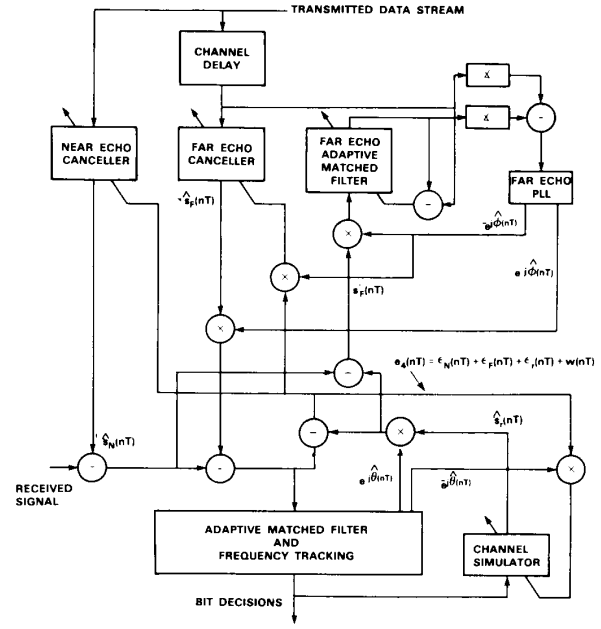 TRANSMITTED DATA STREAM
CHANNEL
DELAY
∡
∡
-
NEAR ECHO
CANCELLER
FAR ECHO
CANCELLER
FAR ECHO
ADAPTIVE
MATCHED
FILTER
-
FAR ECHO
PLL
ŝF(nT)
e-jφ̂(nT)
×
×
sF(nT)
e jφ̂(nT)
×
-
e4(nT) = εN(nT) + εF(nT) + εr(nT) + w(nT)
ŝr(nT)
ŝN(nT)
-
×
-
-
×
RECEIVED
SIGNAL
e jθ̂(nT)
e-jθ̂(nT)
ADAPTIVE MATCHED FILTER
AND
FREQUENCY TRACKING
CHANNEL
SIMULATOR
BIT DECISIONS